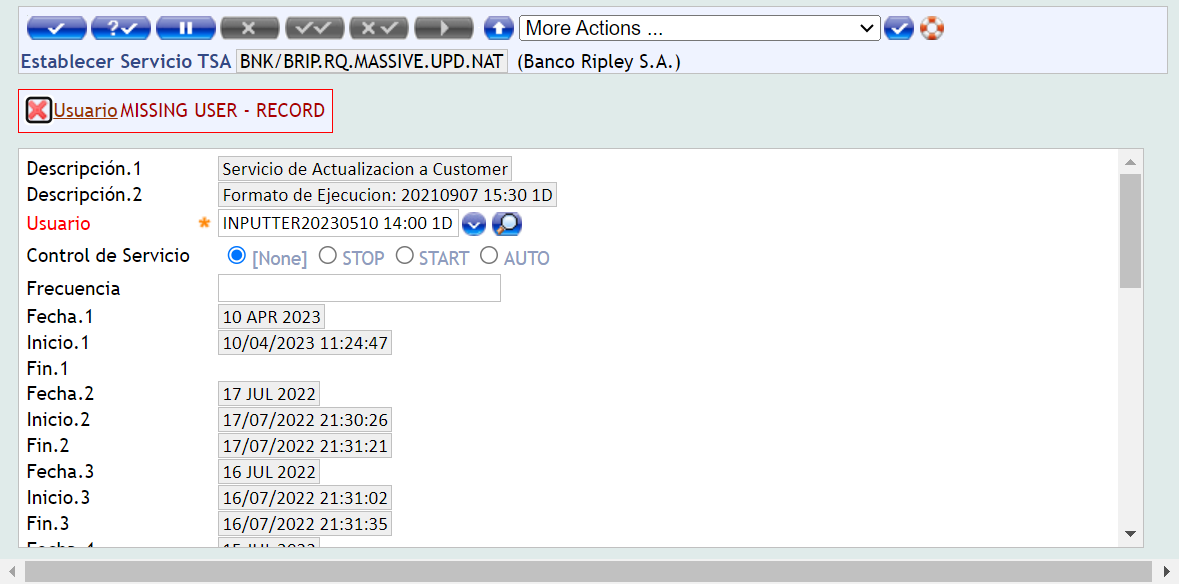 More Actions ...
Establecer Servicio TSA BNK/BRIP.RQ.MASSIVE.UPD.NAT (Banco Ripley S.A.)
Usuario MISSING USER - RECORD
Descripción.1 Servicio de Actualizacion a Customer
Descripción.2 Formato de Ejecucion: 20210907 15:30 1D
Usuario * INPUTTER20230510 14:00 1D
Control de Servicio [None] STOP START AUTO
Frecuencia
Fecha.1 10 APR 2023
Inicio.1 10/04/2023 11:24:47
Fin.1
Fecha.2 17 JUL 2022
Inicio.2 17/07/2022 21:30:26
Fin.2 17/07/2022 21:31:21
Fecha.3 16 JUL 2022
Inicio.3 16/07/2022 21:31:02
Fin.3 16/07/2022 21:31:35
Fecha.4 15 JUL 2022